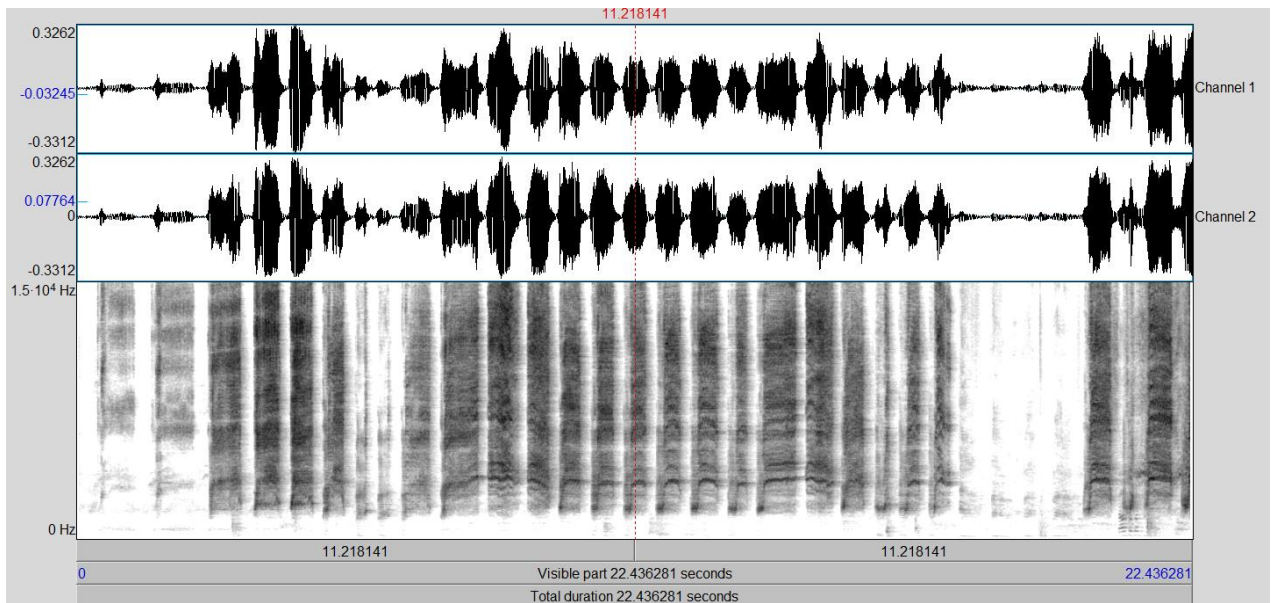 11.218141
0.3262
-0.03245
-0.3312
Channel 1
0.3262
0.07764
0
-0.3312
Channel 2
1.5·10⁴ Hz
0 Hz
11.218141 11.218141
0 Visible part 22.436281 seconds 22.436281
Total duration 22.436281 seconds